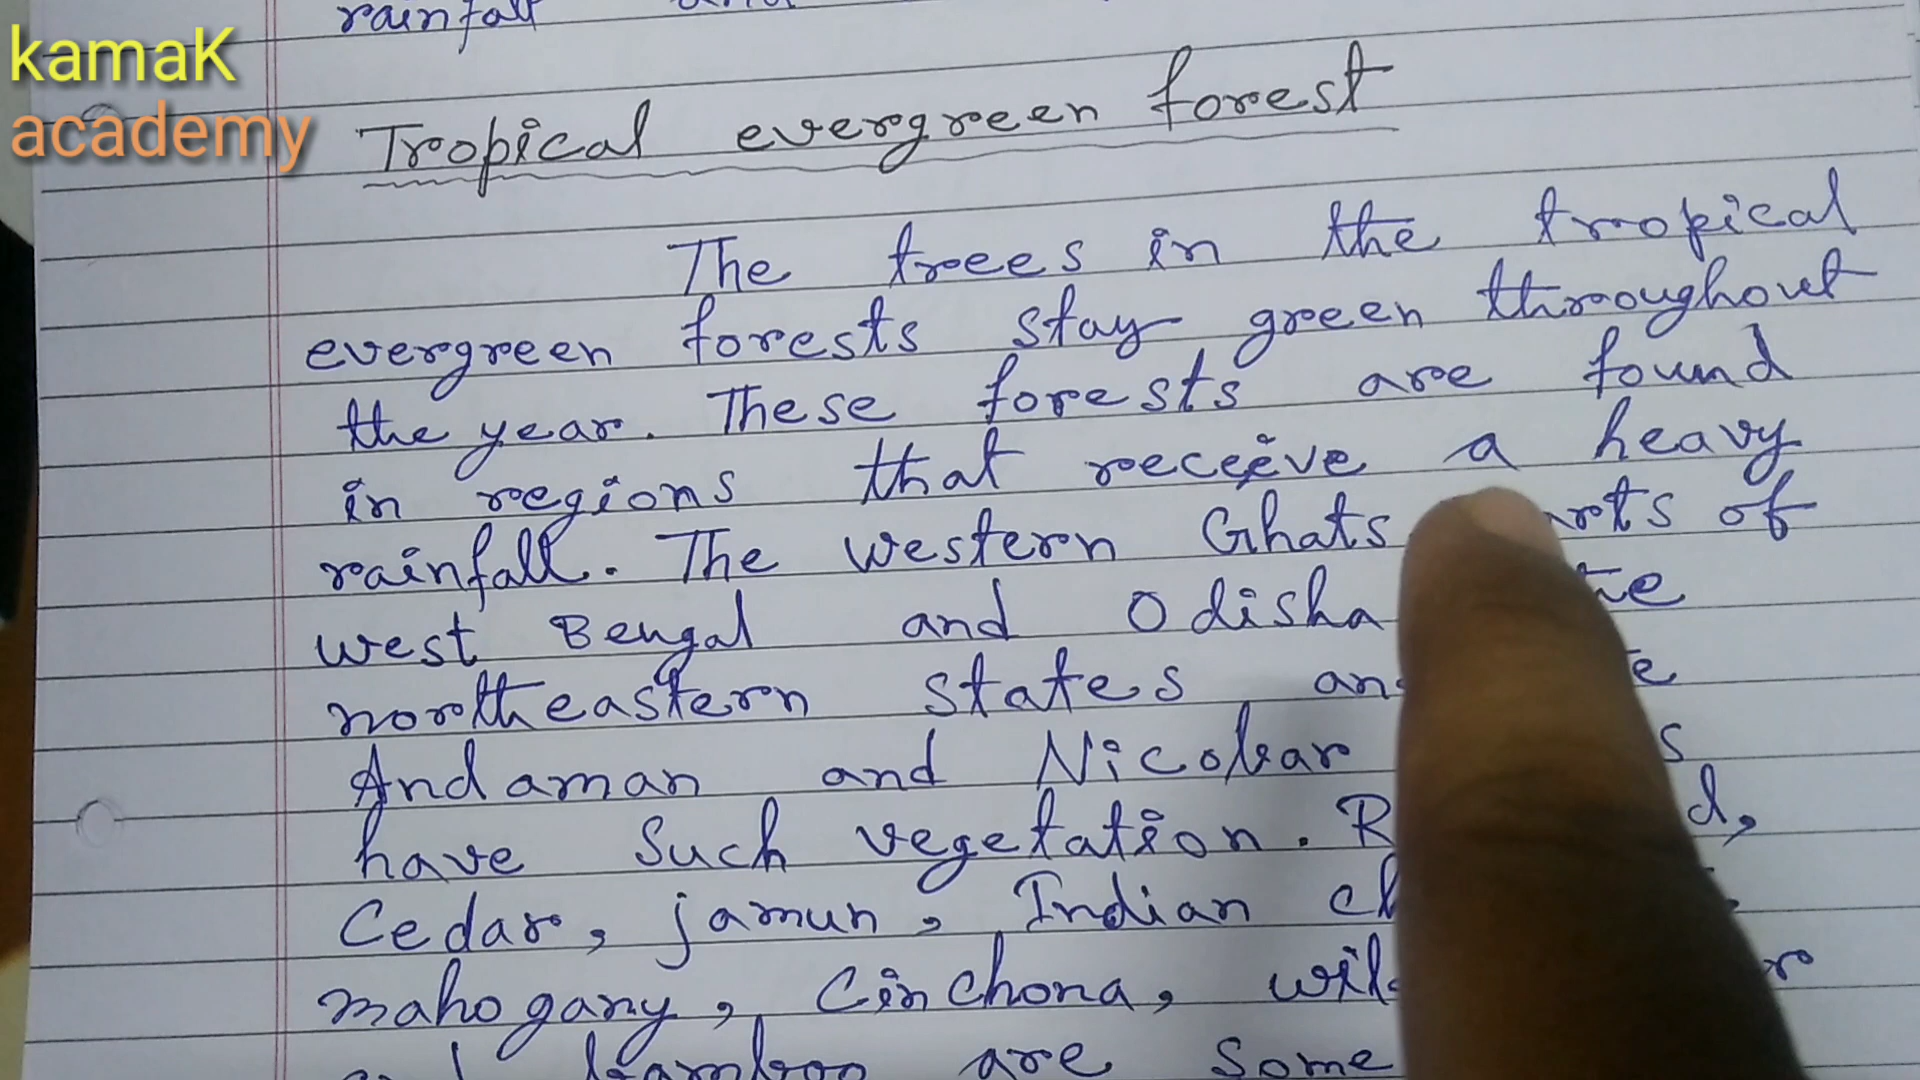 kamaK
academy
rainfall
Tropical evergreen forest
The trees in the tropical
evergreen forests stay green throughout
the year. These forests are found
in regions that receive a heavy
rainfall. The western Ghats of
west Bengal and Odisha
northeastern states
Andaman and Nicobar
have such vegetation.
Cedar, jamun, Indian
mahogany, Cinchona,
are some